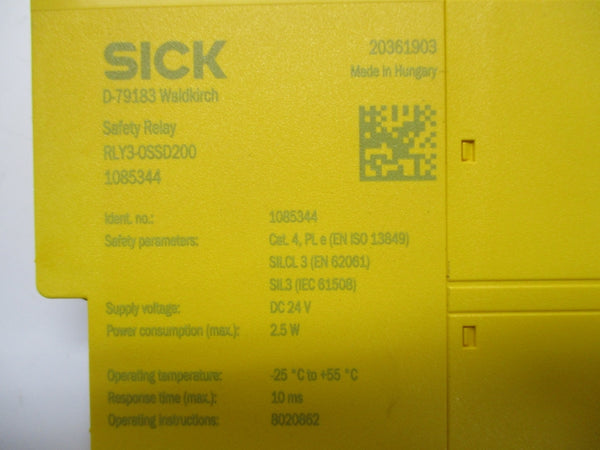 SICK
20361903
Made in Hungary
D-79183 Waldkirch
Safety Relay
RLY3-OSSD200
1085344
Ident. no.: 1085344
Safety parameters: Cat. 4, PL e (EN ISO 13849)
SILCL 3 (EN 62061)
SIL3 (IEC 61508)
Supply voltage: DC 24 V
Power consumption (max.): 2.5 W
Operating temperature: -25 °C to +55 °C
Response time (max.): 10 ms
Operating instructions: 8020862